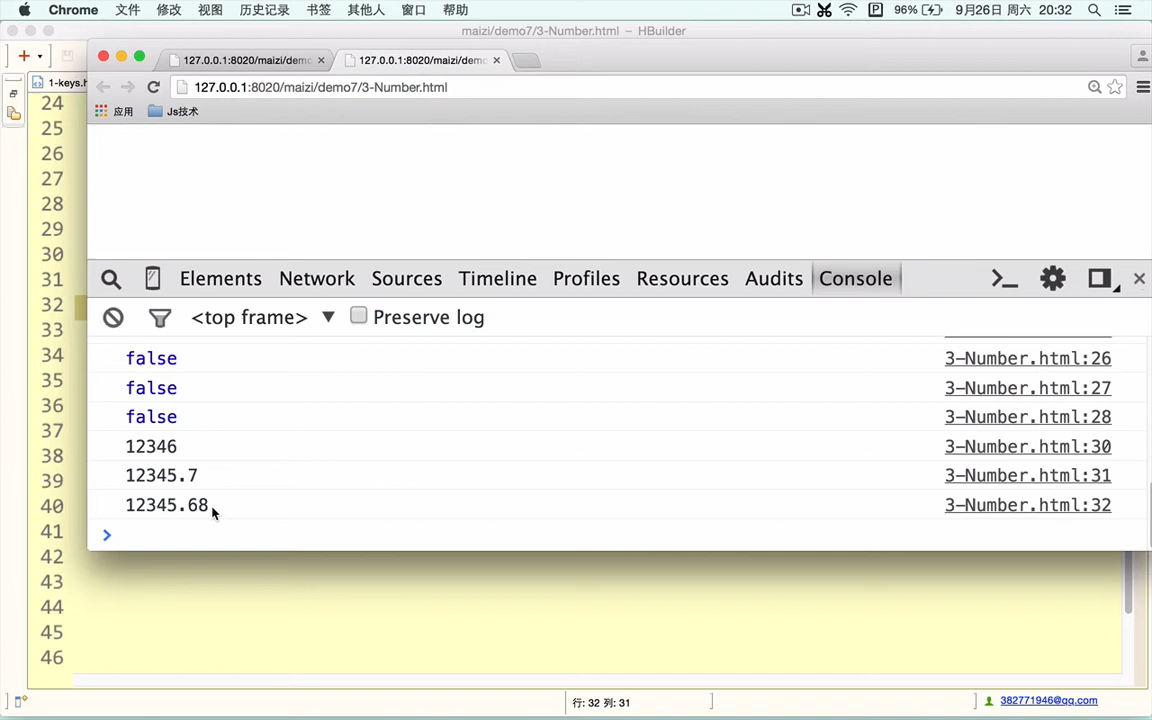 Chrome 文件 修改 视图 历史记录 书签 其他人 窗口 帮助 P 96% 9月26日 周六 20:32
maizi/demo7/3-Number.html — HBuilder
127.0.0.1:8020/maizi/demo × 127.0.0.1:8020/maizi/demo ×
1-keys.h
127.0.0.1:8020/maizi/demo7/3-Number.html
应用 Js技术
Elements Network Sources Timeline Profiles Resources Audits Console
<top frame> ▼ Preserve log
false 3-Number.html:26
false 3-Number.html:27
false 3-Number.html:28
12346 3-Number.html:30
12345.7 3-Number.html:31
12345.68 3-Number.html:32
>
24
25
26
27
28
29
30
31
32
33
34
35
36
37
38
39
40
41
42
43
44
45
46
行: 32 列: 31
382771946@qq.com